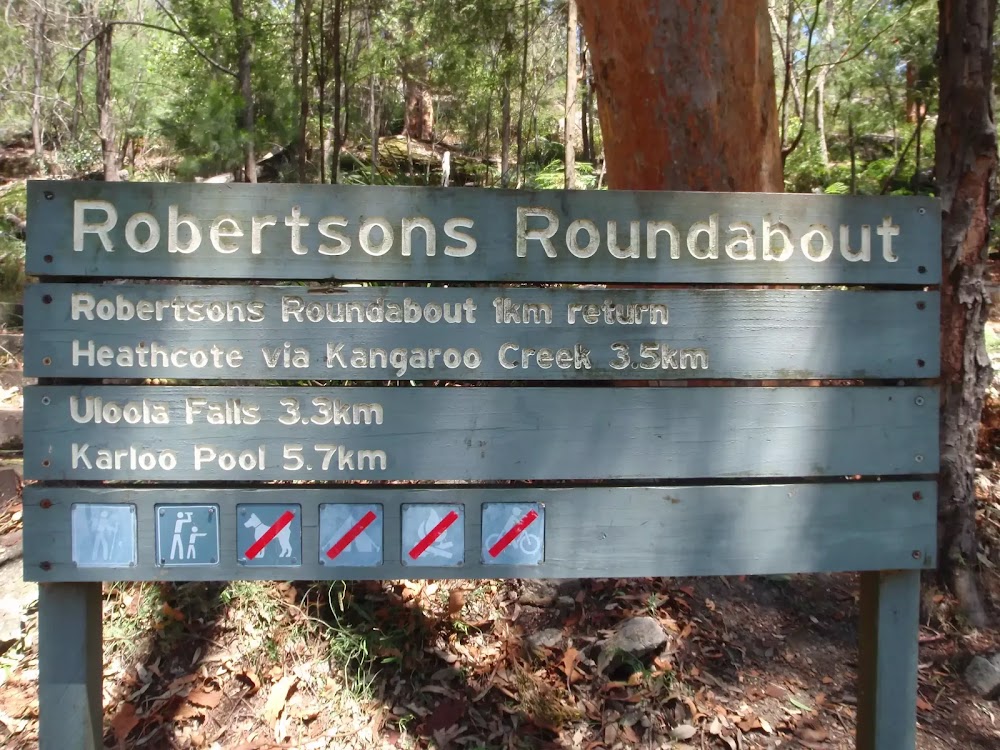 Robertsons Roundabout
Robertsons Roundabout 1km return
Heathcote via Kangaroo Creek 3.5km
Uloola Falls 3.3km
Karloo Pool 5.7km